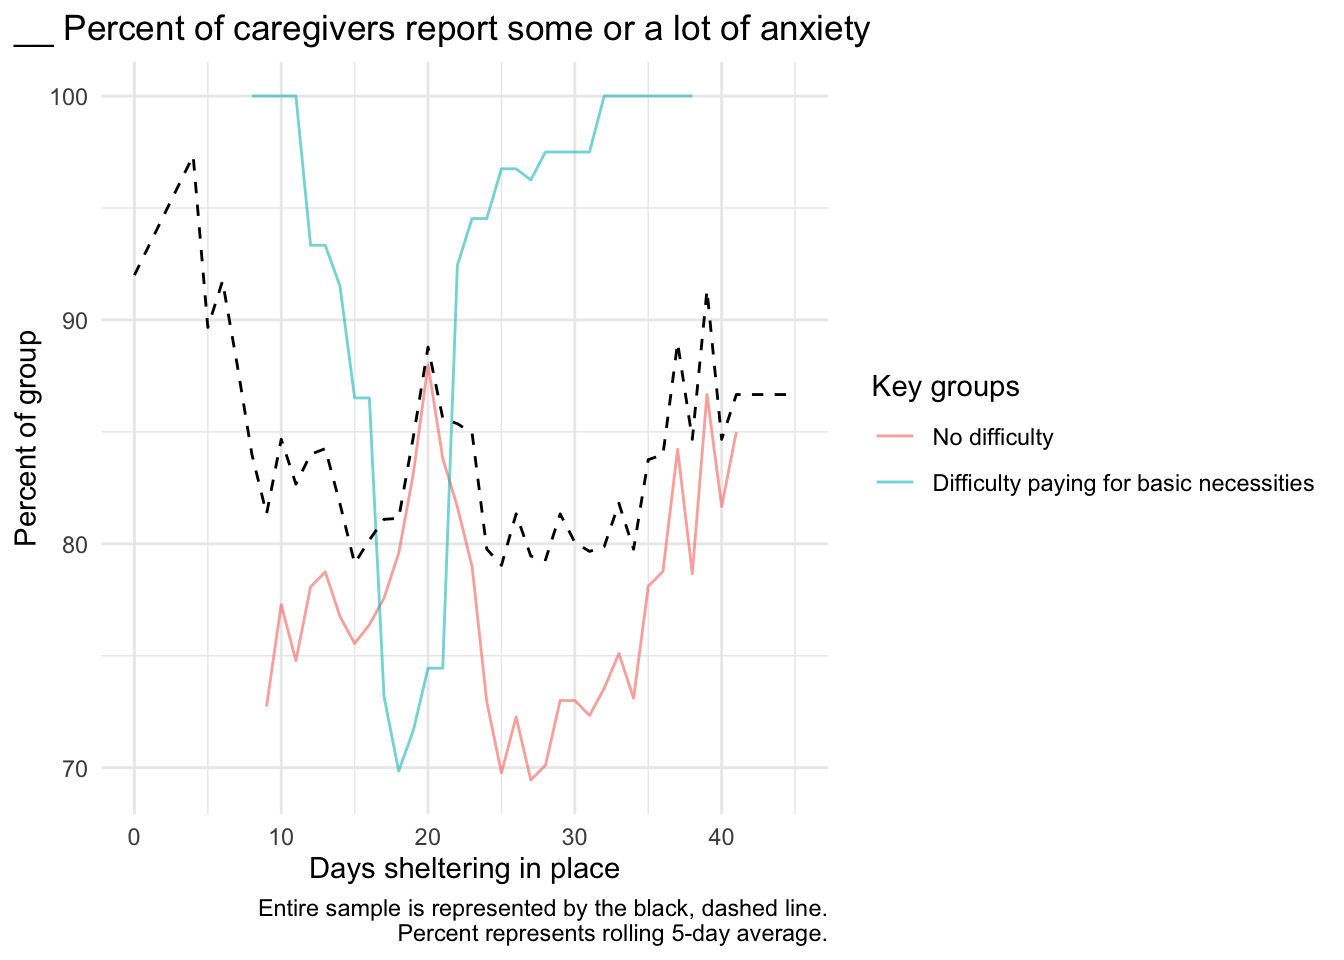 __ Percent of caregivers report some or a lot of anxiety
100
90
80
70
Percent of group
0 10 20 30 40
Days sheltering in place
Key groups
No difficulty
Difficulty paying for basic necessities
Entire sample is represented by the black, dashed line.
Percent represents rolling 5-day average.